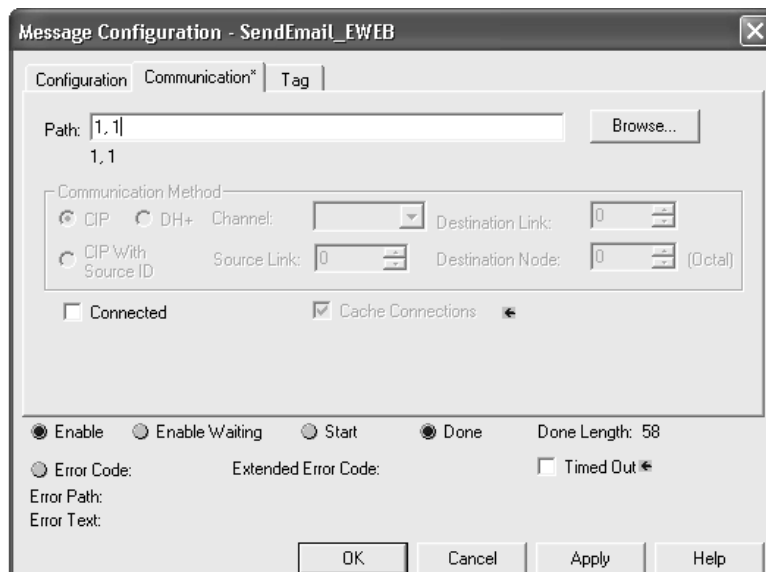 Message Configuration - SendEmail_EWEB
Configuration Communication* Tag
Path: 1, 1 Browse...
1, 1
Communication Method
CIP DH+ Channel: Destination Link: 0
CIP With Source ID Source Link: 0 Destination Node: 0 (Octal)
Connected Cache Connections
Enable Enable Waiting Start Done Done Length: 58
Error Code: Extended Error Code: Timed Out
Error Path:
Error Text:
OK Cancel Apply Help